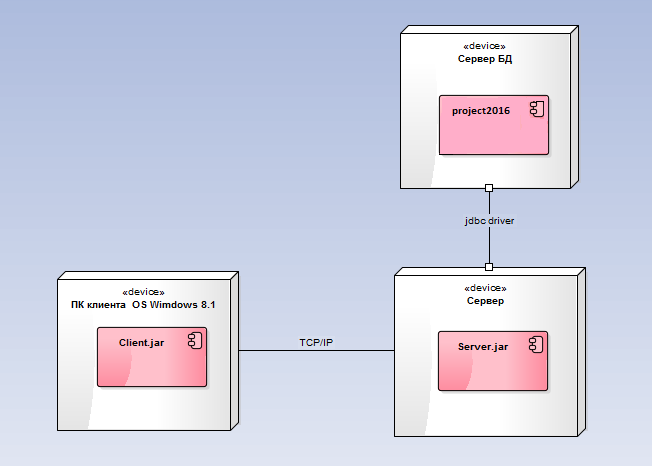 «device»
Сервер БД
project2016
jdbc driver
«device»
ПК клиента OS Wimdows 8.1
Client.jar
TCP/IP
«device»
Сервер
Server.jar